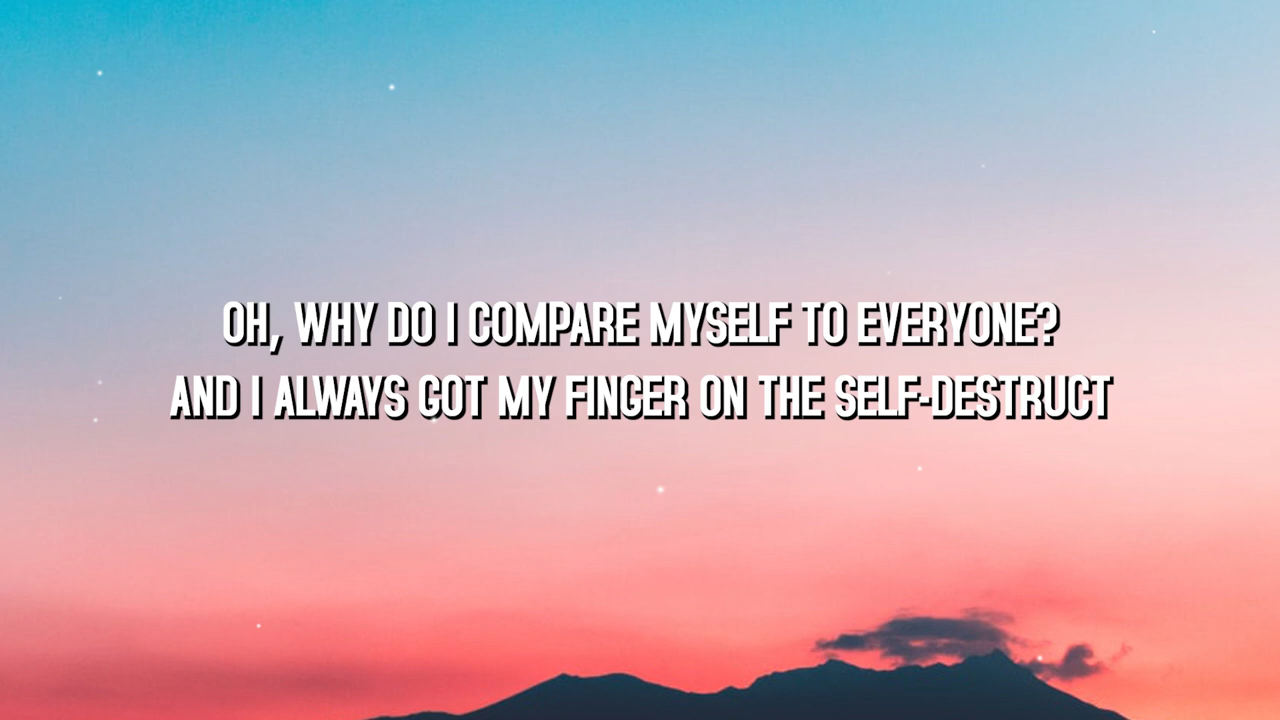 OH, WHY DO I COMPARE MYSELF TO EVERYONE?
AND I ALWAYS GOT MY FINGER ON THE SELF-DESTRUCT